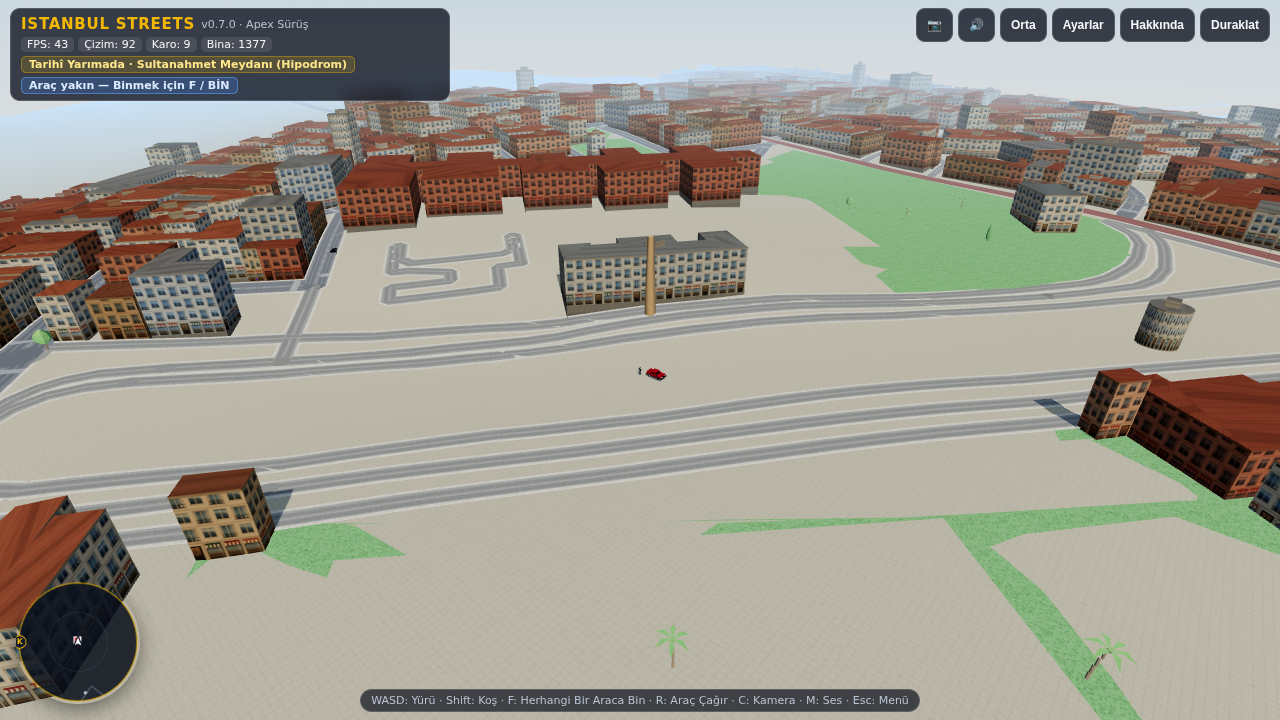 ISTANBUL STREETS v0.7.0 · Apex Sürüş
FPS: 43 Çizim: 92 Karo: 9 Bina: 1377
Tarihî Yarımada · Sultanahmet Meydanı (Hipodrom)
Araç yakın — Binmek için F / BİN
Orta Ayarlar Hakkında Duraklat
K
WASD: Yürü · Shift: Koş · F: Herhangi Bir Araca Bin · R: Araç Çağır · C: Kamera · M: Ses · Esc: Menü